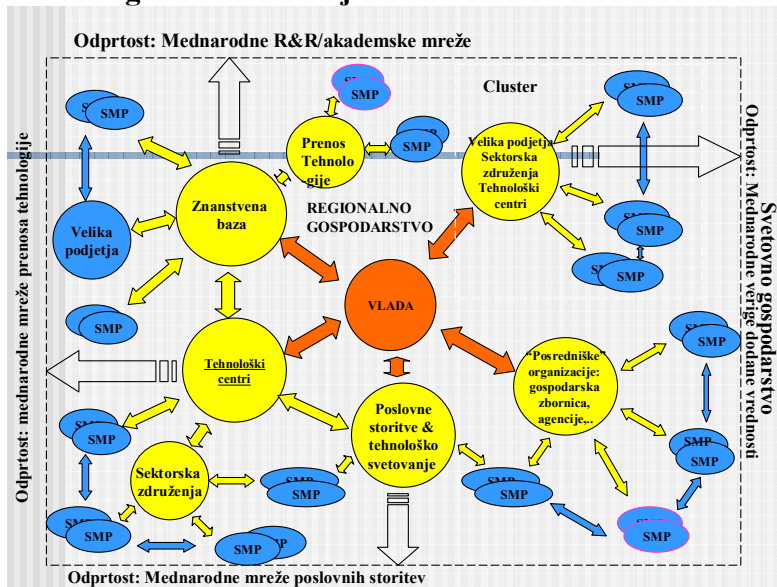 Odprtost: Mednarodne R&R/akademske mreže
Cluster
SMP
SMP
SMP
SMP
SMP
Prenos
Tehnolo
-gije
Velika podjetja
Sektorska
združenja
Tehnološki
centri
Znanstvena
baza
REGIONALNO
GOSPODARSTVO
Velika
podjetja
SMP
SMP
SMP
VLADA
SMP
Tehnološki
centri
“Posredniške”
organizacije:
gospodarska
zbornica,
agencije,..
SMP
Poslovne
storitve &
tehnološko
svetovanje
SMP
SMP
Sektorska
združenja
SMP
SMP
SMP
SMP
SMP
SMP
Odprtost: Mednarodne mreže poslovnih storitev
Odprtost: mednarodne mreže prenosa tehnologije
Odprtost: Mednarodne verige dodane vrednosti
Svetovno gospodarstvo